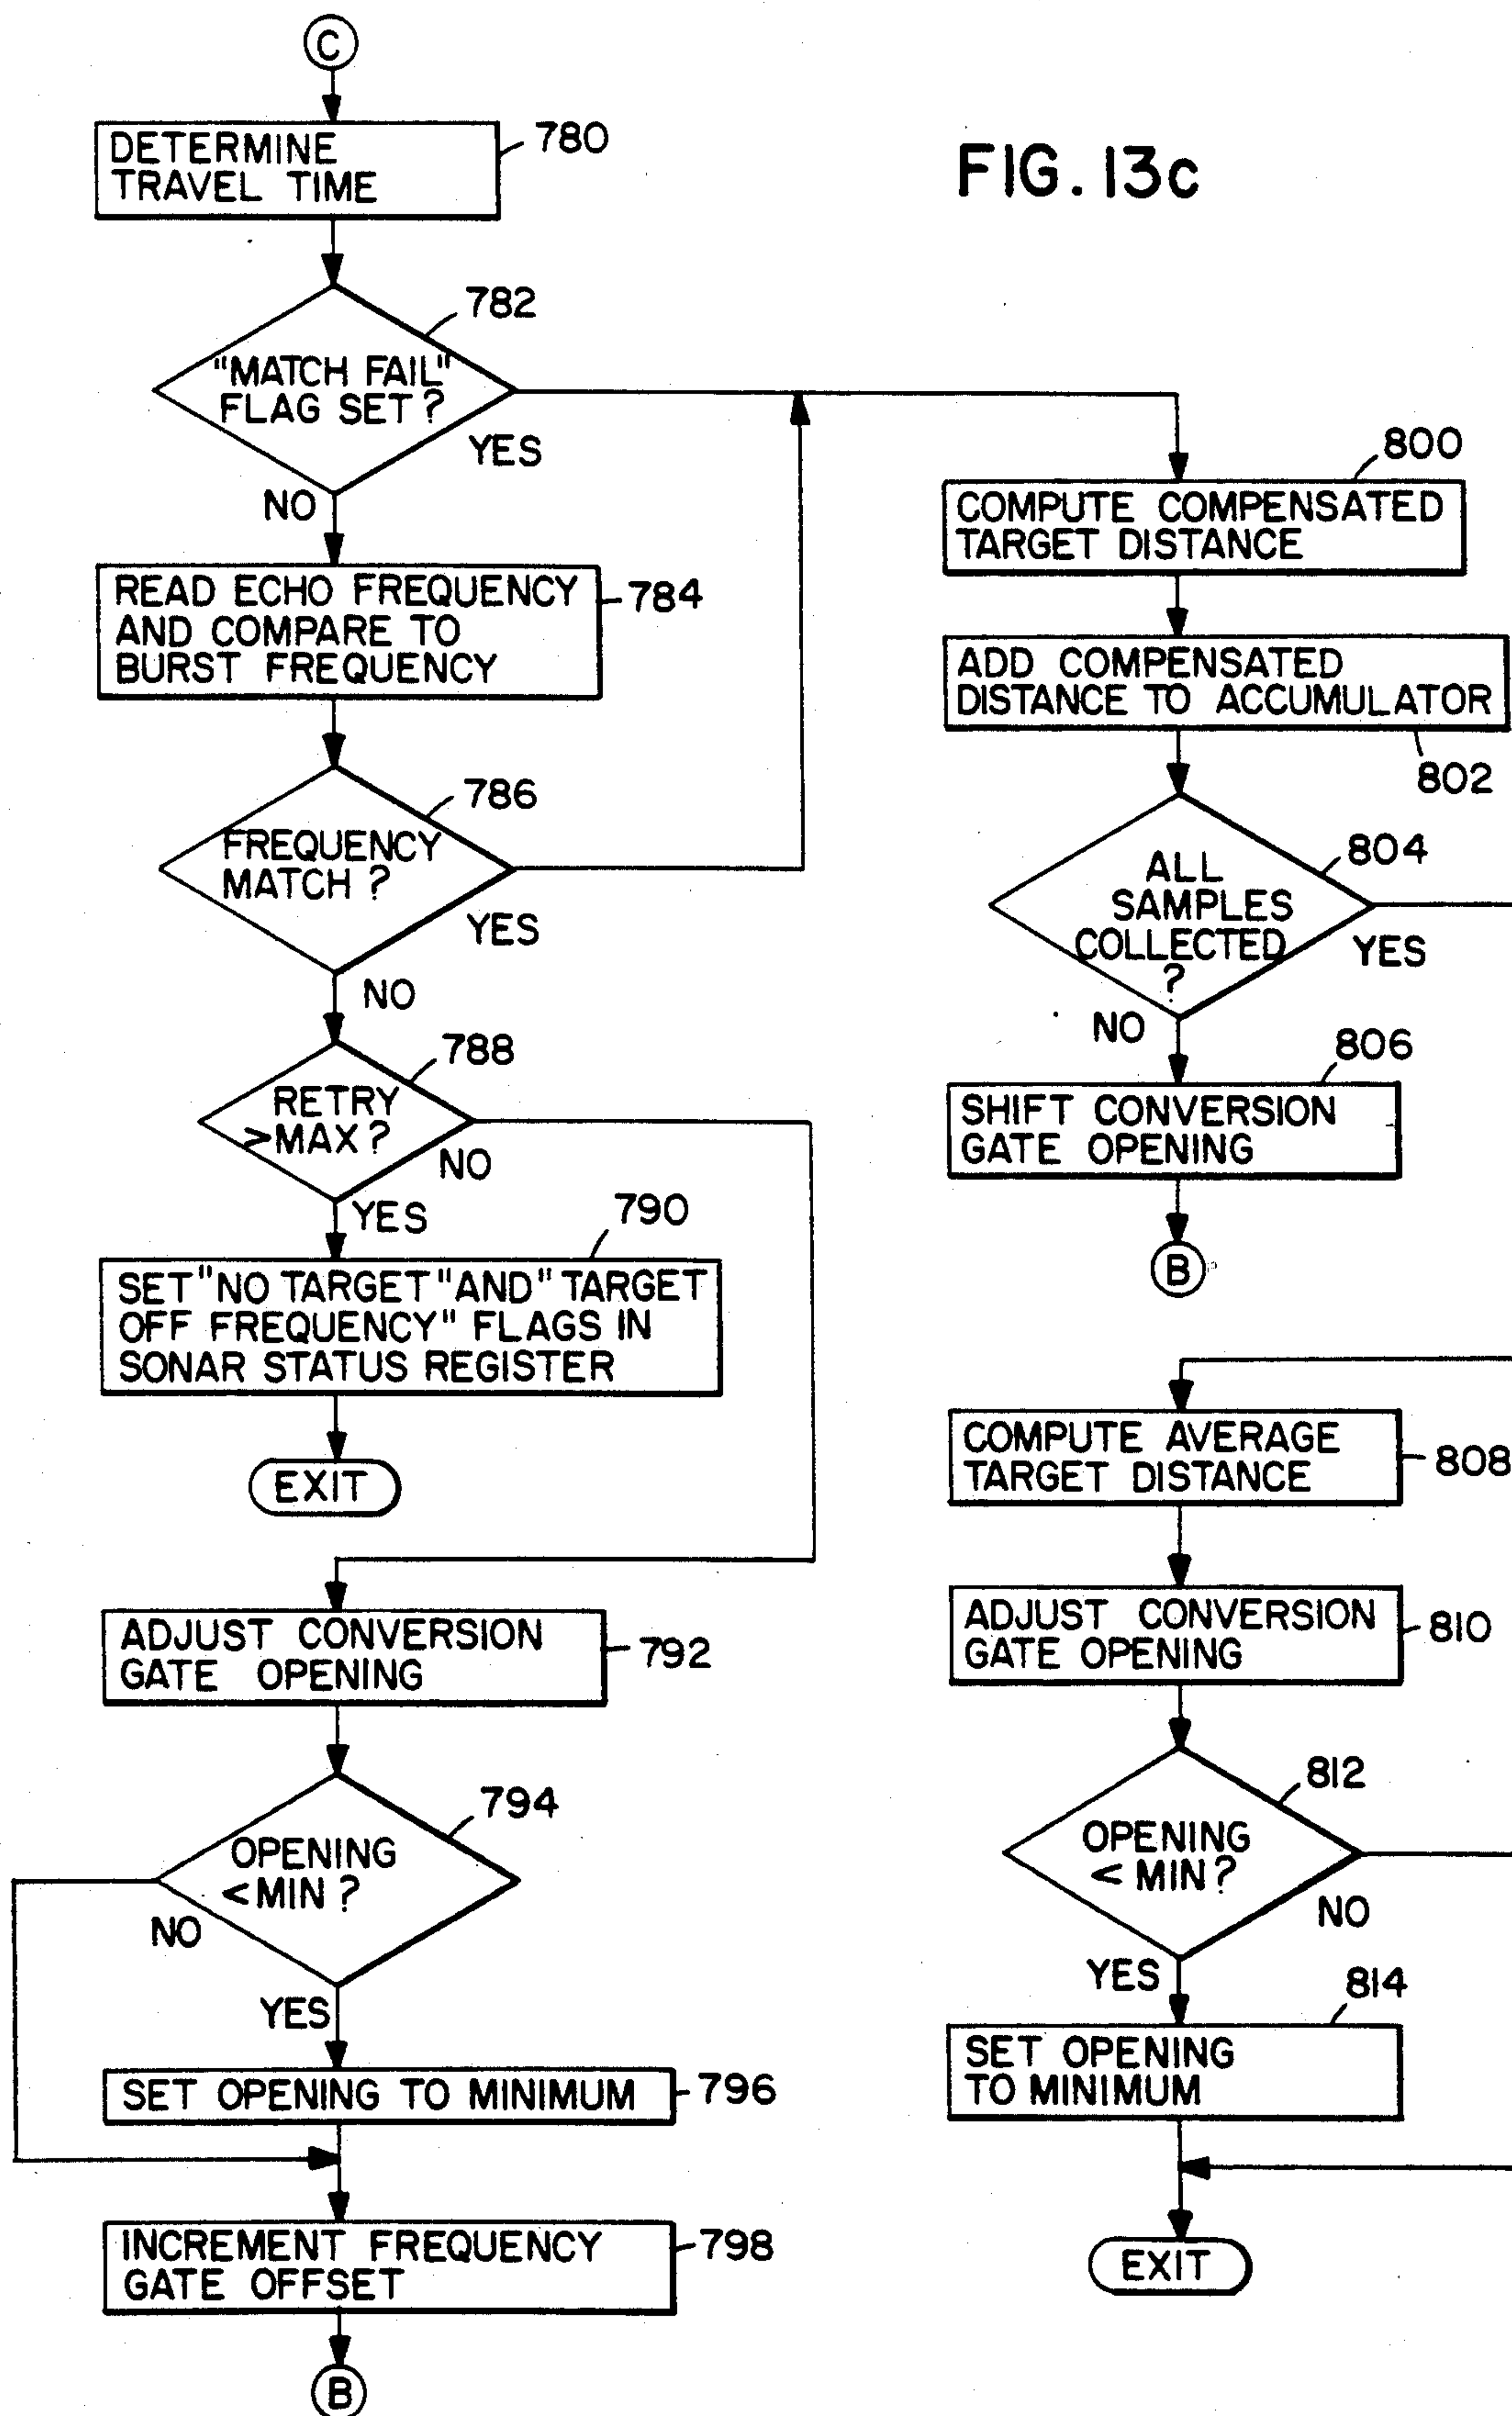 C
DETERMINE
TRAVEL TIME
780
FIG. 13c
"MATCH FAIL"
FLAG SET?
782
YES
NO
READ ECHO FREQUENCY
AND COMPARE TO
BURST FREQUENCY
784
FREQUENCY
MATCH?
786
YES
NO
RETRY
>MAX?
788
NO
YES
790
SET "NO TARGET "AND" TARGET
OFF FREQUENCY" FLAGS IN
SONAR STATUS REGISTER
EXIT
ADJUST CONVERSION
GATE OPENING
792
OPENING
<MIN?
794
NO
YES
SET OPENING TO MINIMUM
796
INCREMENT FREQUENCY
GATE OFFSET
798
B
800
COMPUTE COMPENSATED
TARGET DISTANCE
ADD COMPENSATED
DISTANCE TO ACCUMULATOR
802
ALL
SAMPLES
COLLECTED
?
804
YES
NO
806
SHIFT CONVERSION
GATE OPENING
B
COMPUTE AVERAGE
TARGET DISTANCE
808
ADJUST CONVERSION
GATE OPENING
810
OPENING
< MIN?
812
NO
YES
814
SET OPENING
TO MINIMUM
EXIT